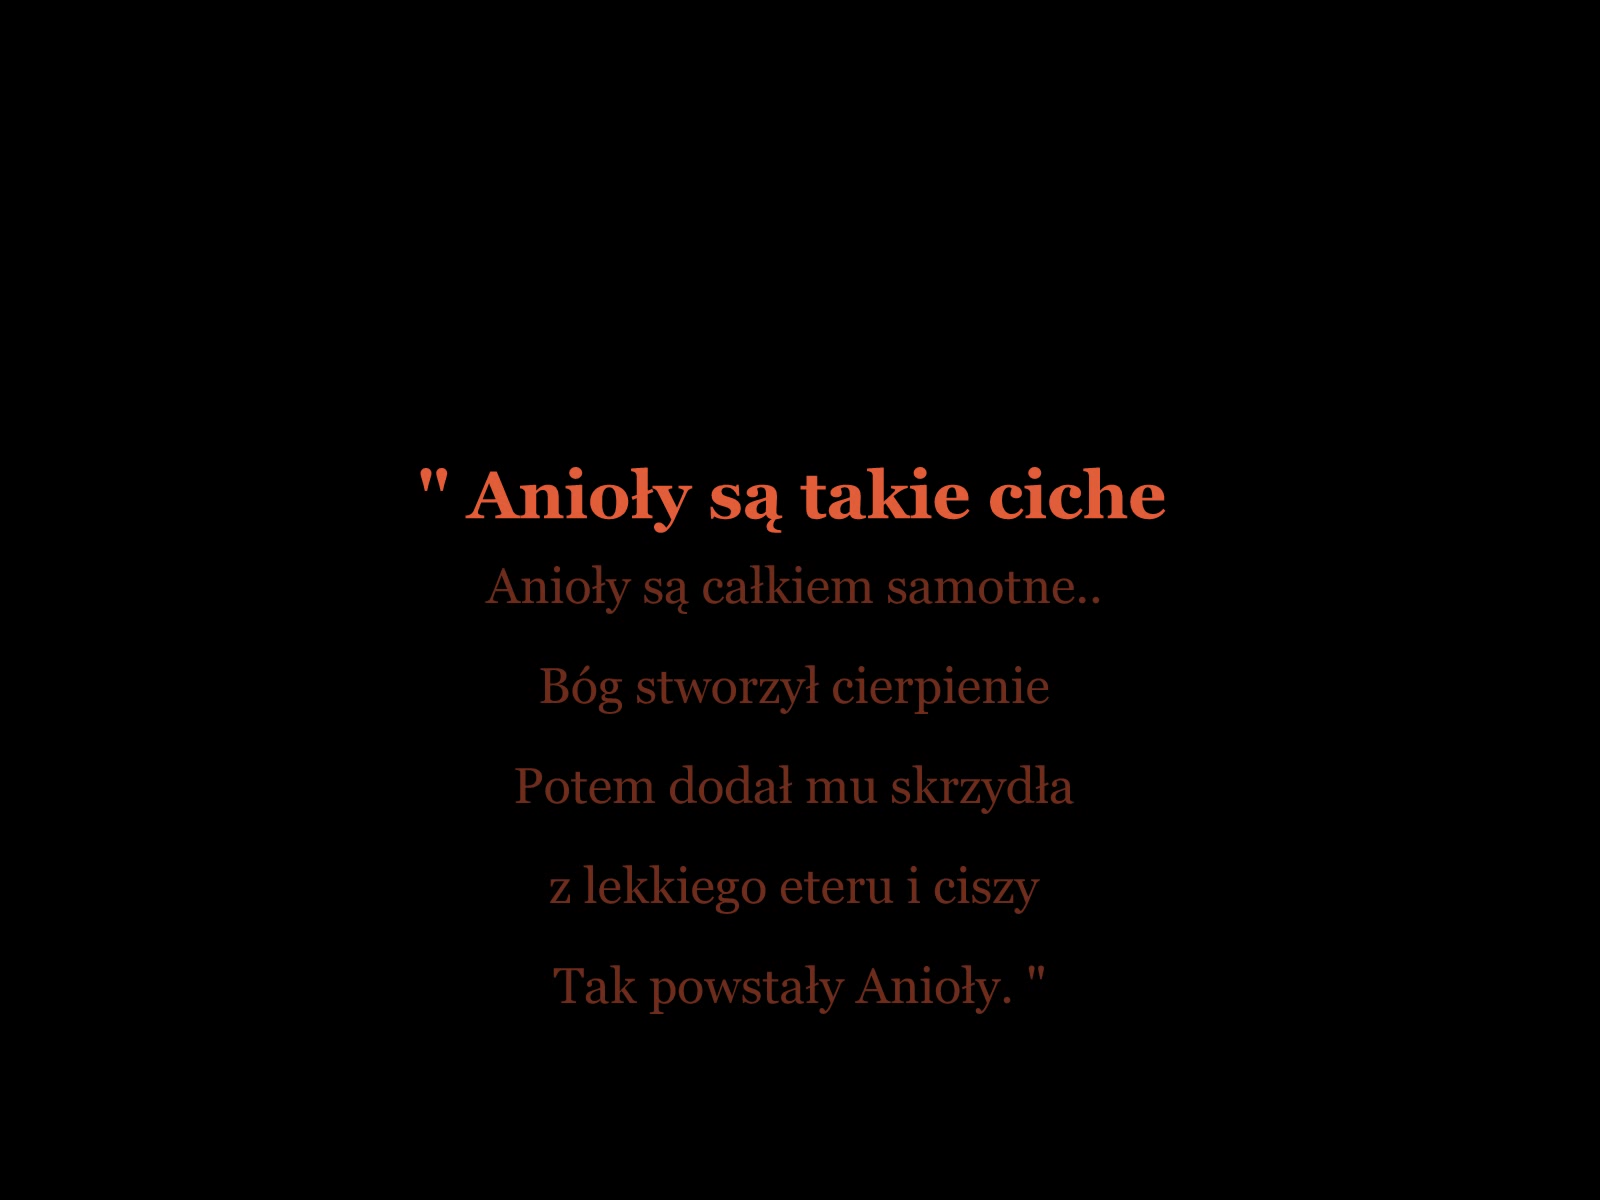 " Anioły są takie ciche
Anioły są całkiem samotne..
Bóg stworzył cierpienie
Potem dodał mu skrzydła
z lekkiego eteru i ciszy
Tak powstały Anioły. "